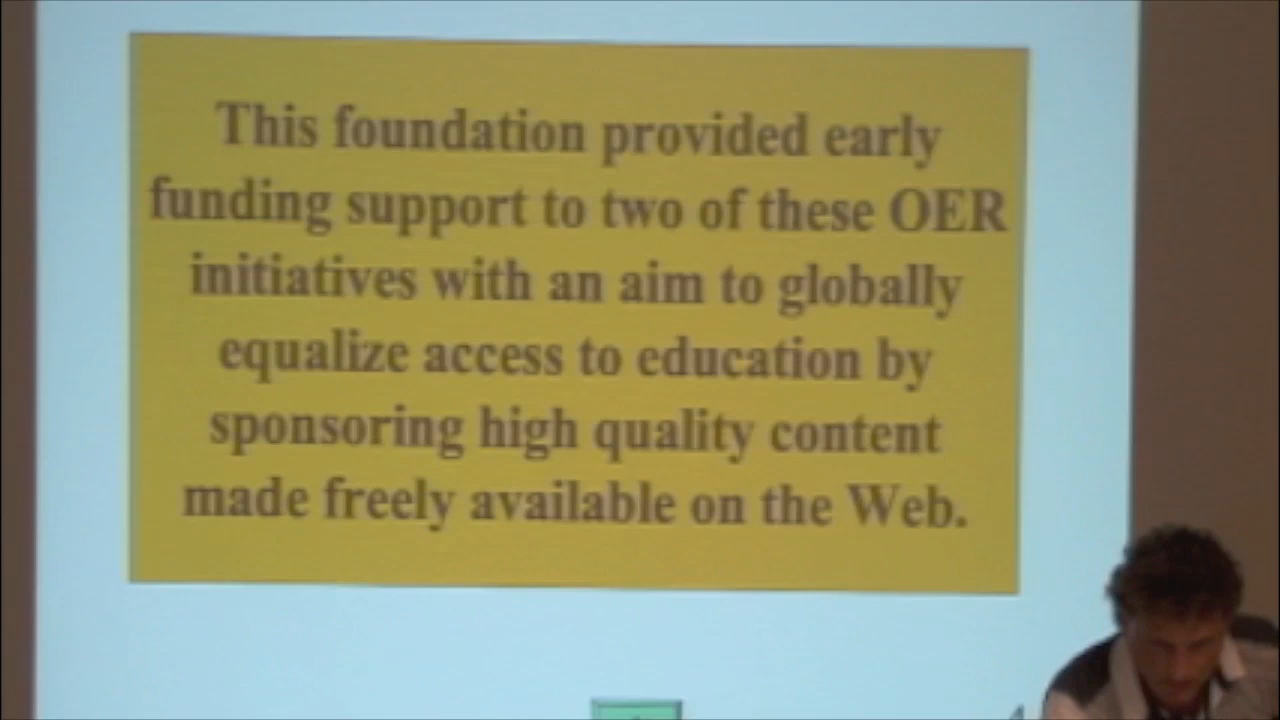 This foundation provided early
funding support to two of these OER
initiatives with an aim to globally
equalize access to education by
sponsoring high quality content
made freely available on the Web.